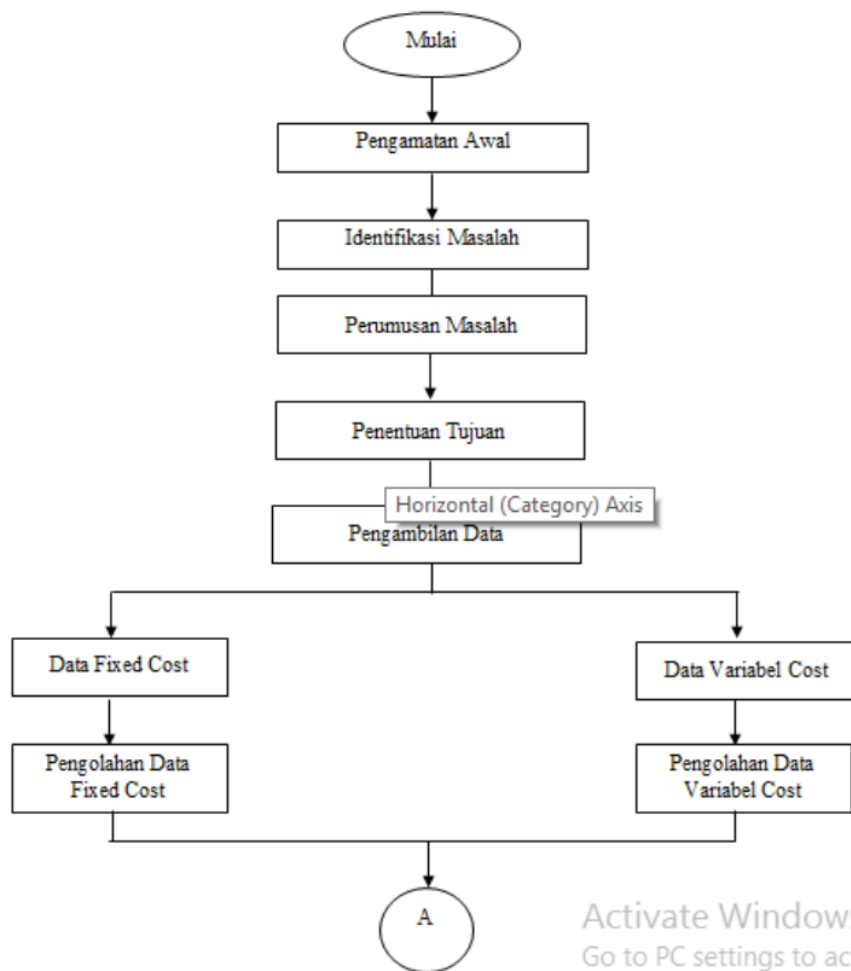 Mulai
Pengamatan Awal
Identifikasi Masalah
Perumusan Masalah
Penentuan Tujuan
Horizontal (Category) Axis
Pengambilan Data
Data Fixed Cost
Data Variabel Cost
Pengolahan Data
Fixed Cost
Pengolahan Data
Variabel Cost
A
Activate Windows
Go to PC settings to ac